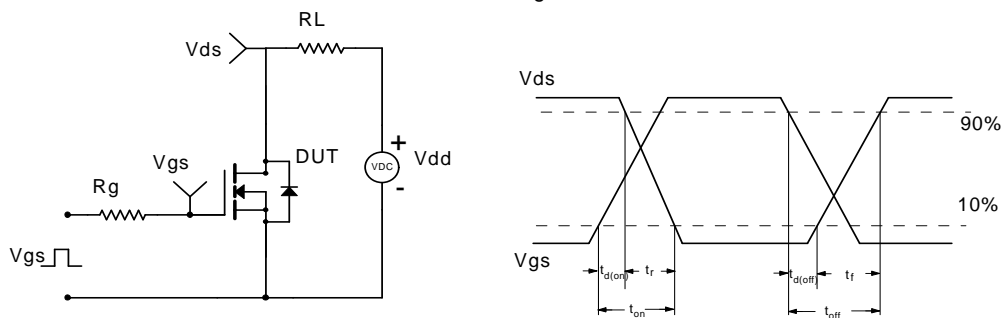 RL
Vds
Vgs
DUT
Rg
VDC
+
-
Vdd
Vgs
Vds
90%
10%
Vgs
td(on)
tr
td(off)
tf
ton
toff